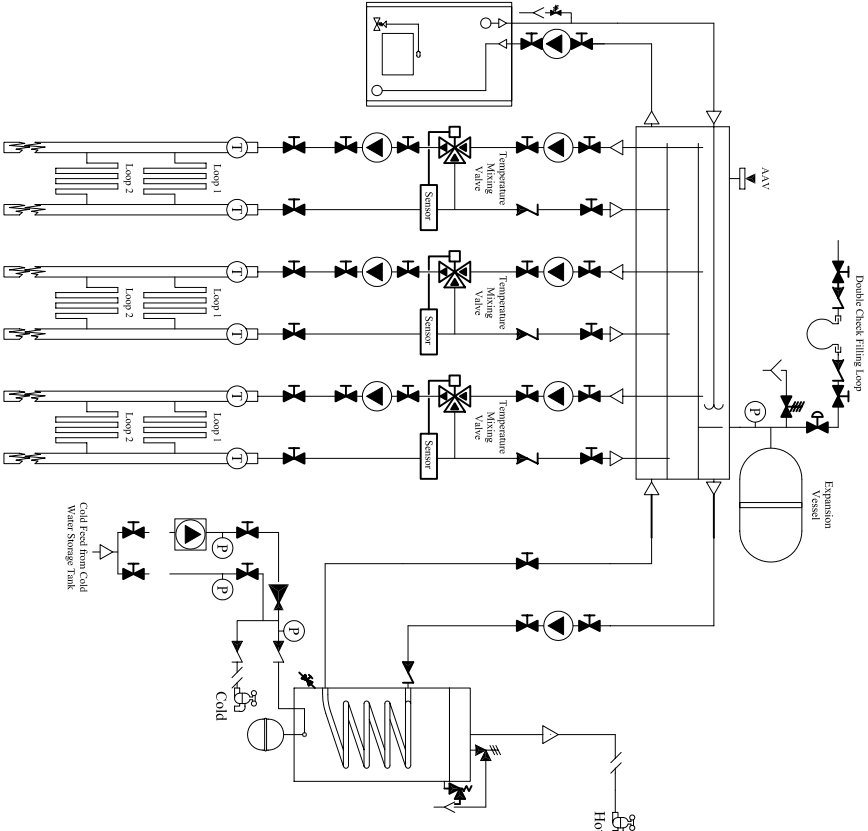 AAV
Double Check Filling Loop
P
Expansion
Vessel
Temperature
Mixing
Valve
Sensor
T
T
Loop 1
Loop 2
Temperature
Mixing
Valve
Sensor
T
T
Loop 1
Loop 2
Temperature
Mixing
Valve
Sensor
T
T
Loop 1
Loop 2
Cold Feed from Cold
Water Storage Tank
P
P
P
Cold
Ho